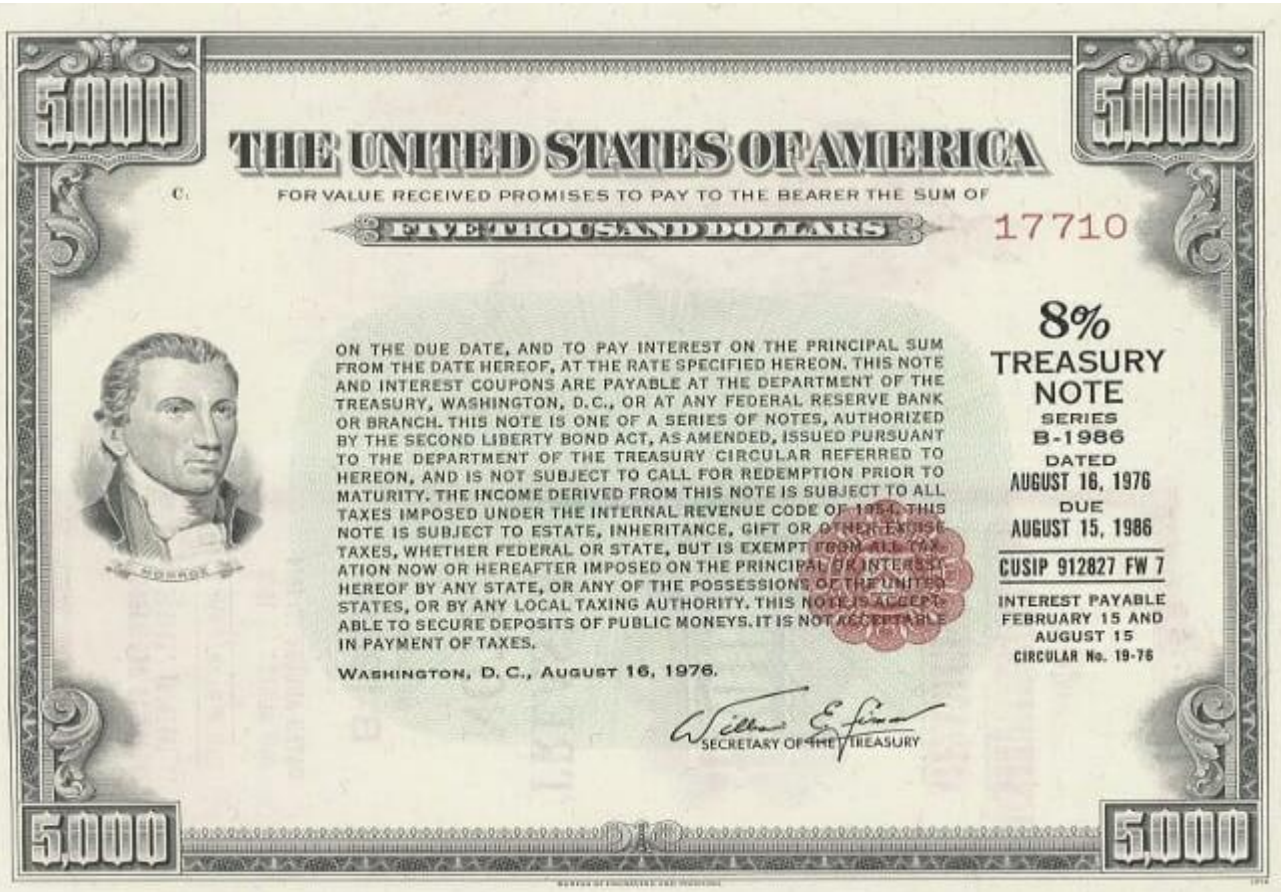 5,000
5,000
THE UNITED STATES OF AMERICA
C.
FOR VALUE RECEIVED PROMISES TO PAY TO THE BEARER THE SUM OF
FIVE THOUSAND DOLLARS
17710
ON THE DUE DATE, AND TO PAY INTEREST ON THE PRINCIPAL SUM
FROM THE DATE HEREOF, AT THE RATE SPECIFIED HEREON. THIS NOTE
AND INTEREST COUPONS ARE PAYABLE AT THE DEPARTMENT OF THE
TREASURY, WASHINGTON, D.C., OR AT ANY FEDERAL RESERVE BANK
OR BRANCH. THIS NOTE IS ONE OF A SERIES OF NOTES, AUTHORIZED
BY THE SECOND LIBERTY BOND ACT, AS AMENDED, ISSUED PURSUANT
TO THE DEPARTMENT OF THE TREASURY CIRCULAR REFERRED TO
HEREON, AND IS NOT SUBJECT TO CALL FOR REDEMPTION PRIOR TO
MATURITY. THE INCOME DERIVED FROM THIS NOTE IS SUBJECT TO ALL
TAXES IMPOSED UNDER THE INTERNAL REVENUE CODE OF 1954. THIS
NOTE IS SUBJECT TO ESTATE, INHERITANCE, GIFT OR OTHER EXCISE
TAXES, WHETHER FEDERAL OR STATE, BUT IS EXEMPT FROM ALL TAX-
ATION NOW OR HEREAFTER IMPOSED ON THE PRINCIPAL OR INTEREST
HEREOF BY ANY STATE, OR ANY OF THE POSSESSIONS OF THE UNITED
STATES, OR BY ANY LOCAL TAXING AUTHORITY. THIS NOTE IS ACCEPT-
ABLE TO SECURE DEPOSITS OF PUBLIC MONEYS. IT IS NOT ACCEPTABLE
IN PAYMENT OF TAXES.
WASHINGTON, D. C., AUGUST 16, 1976.
William E. Simon
SECRETARY OF THE TREASURY
8%
TREASURY
NOTE
SERIES
B-1986
DATED
AUGUST 16, 1976
DUE
AUGUST 15, 1986
CUSIP 912827 FW 7
INTEREST PAYABLE
FEBRUARY 15 AND
AUGUST 15
CIRCULAR No. 19-76
MONROE
5,000
5,000
BUREAU OF ENGRAVING AND PRINTING